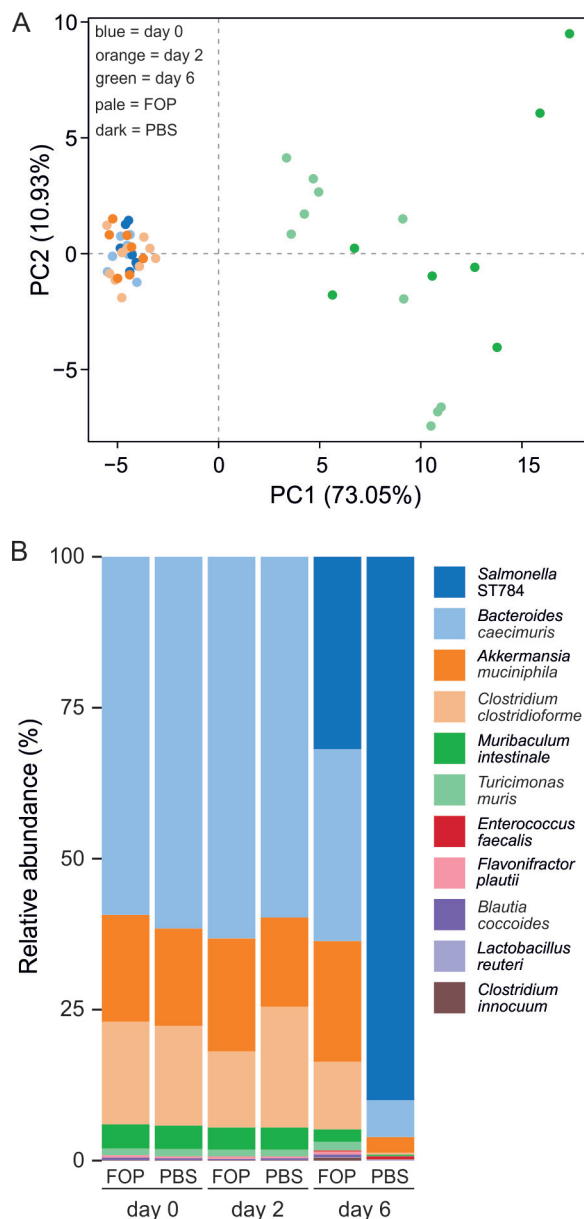 A
blue = day 0
orange = day 2
green = day 6
pale = FOP
dark = PBS
10
5
0
−5
PC2 (10.93%)
−5
0
5
10
15
PC1 (73.05%)
B
100
75
50
25
0
Relative abundance (%)
Salmonella
ST784
Bacteroides
caecimuris
Akkermansia
muciniphila
Clostridium
clostridioforme
Muribaculum
intestinale
Turicimonas
muris
Enterococcus
faecalis
Flavonifractor
plautii
Blautia
coccoides
Lactobacillus
reuteri
Clostridium
innocuum
FOP PBS FOP PBS FOP PBS
day 0 day 2 day 6